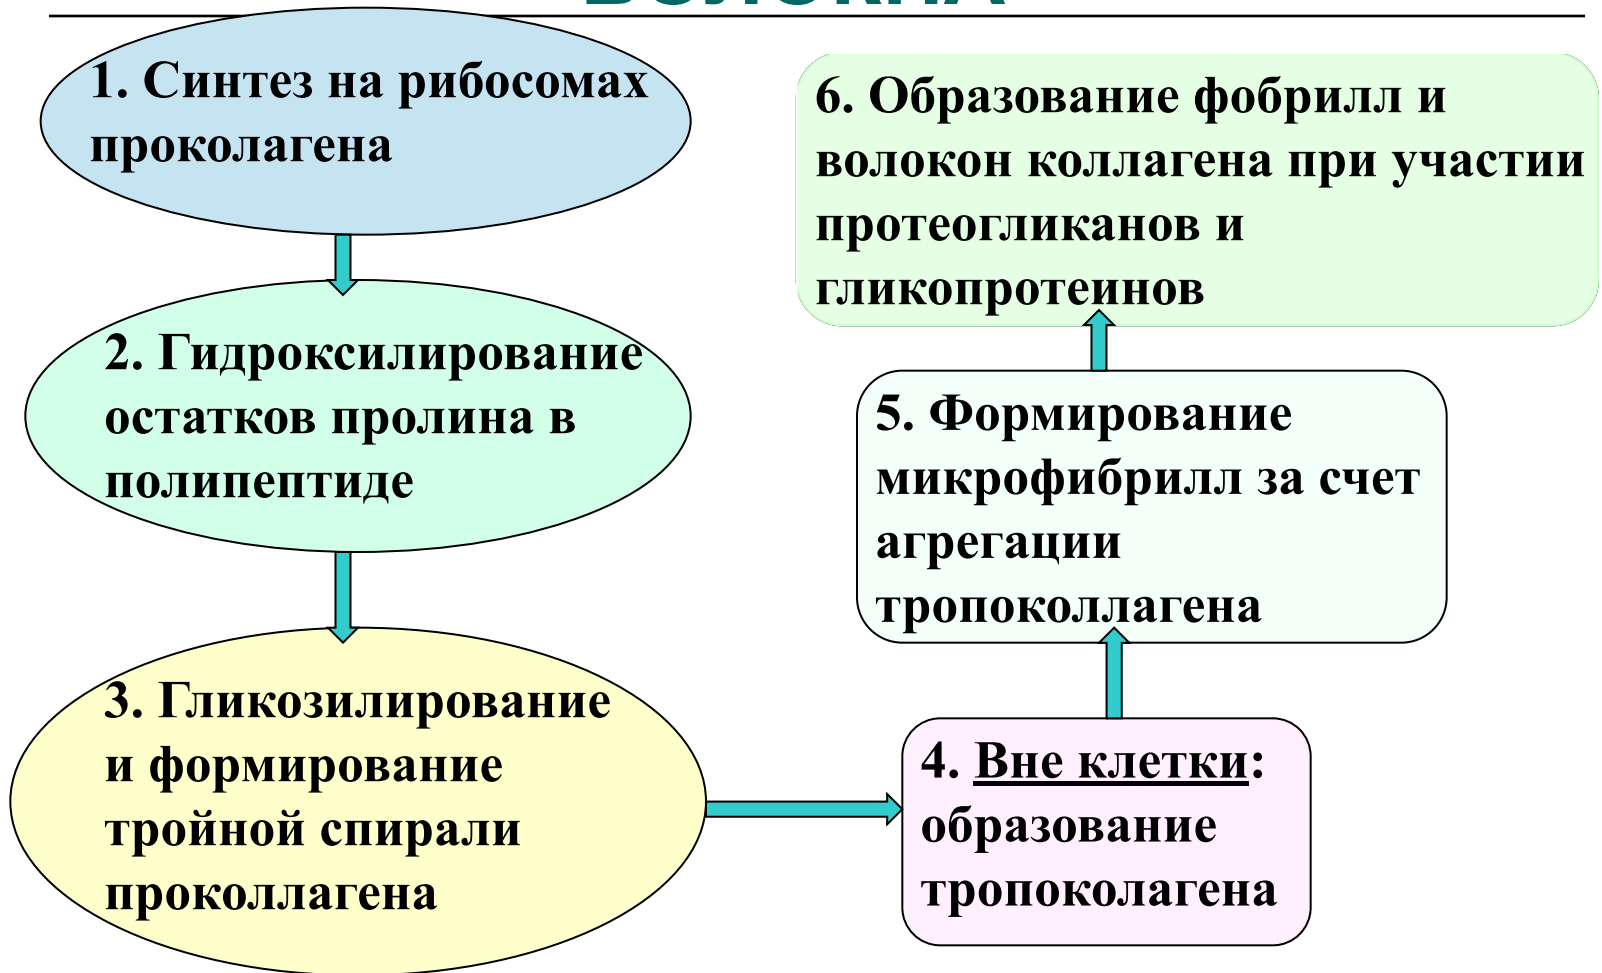 ВОЛОКНА
1. Синтез на рибосомах
проколагена
2. Гидроксилирование
остатков пролина в
полипептиде
3. Гликозилирование
и формирование
тройной спирали
проколлагена
4. Вне клетки:
образование
тропоколагена
5. Формирование
микрофибрилл за счет
агрегации
тропоколлагена
6. Образование фобрилл и
волокон коллагена при участии
протеогликанов и
гликопротеинов